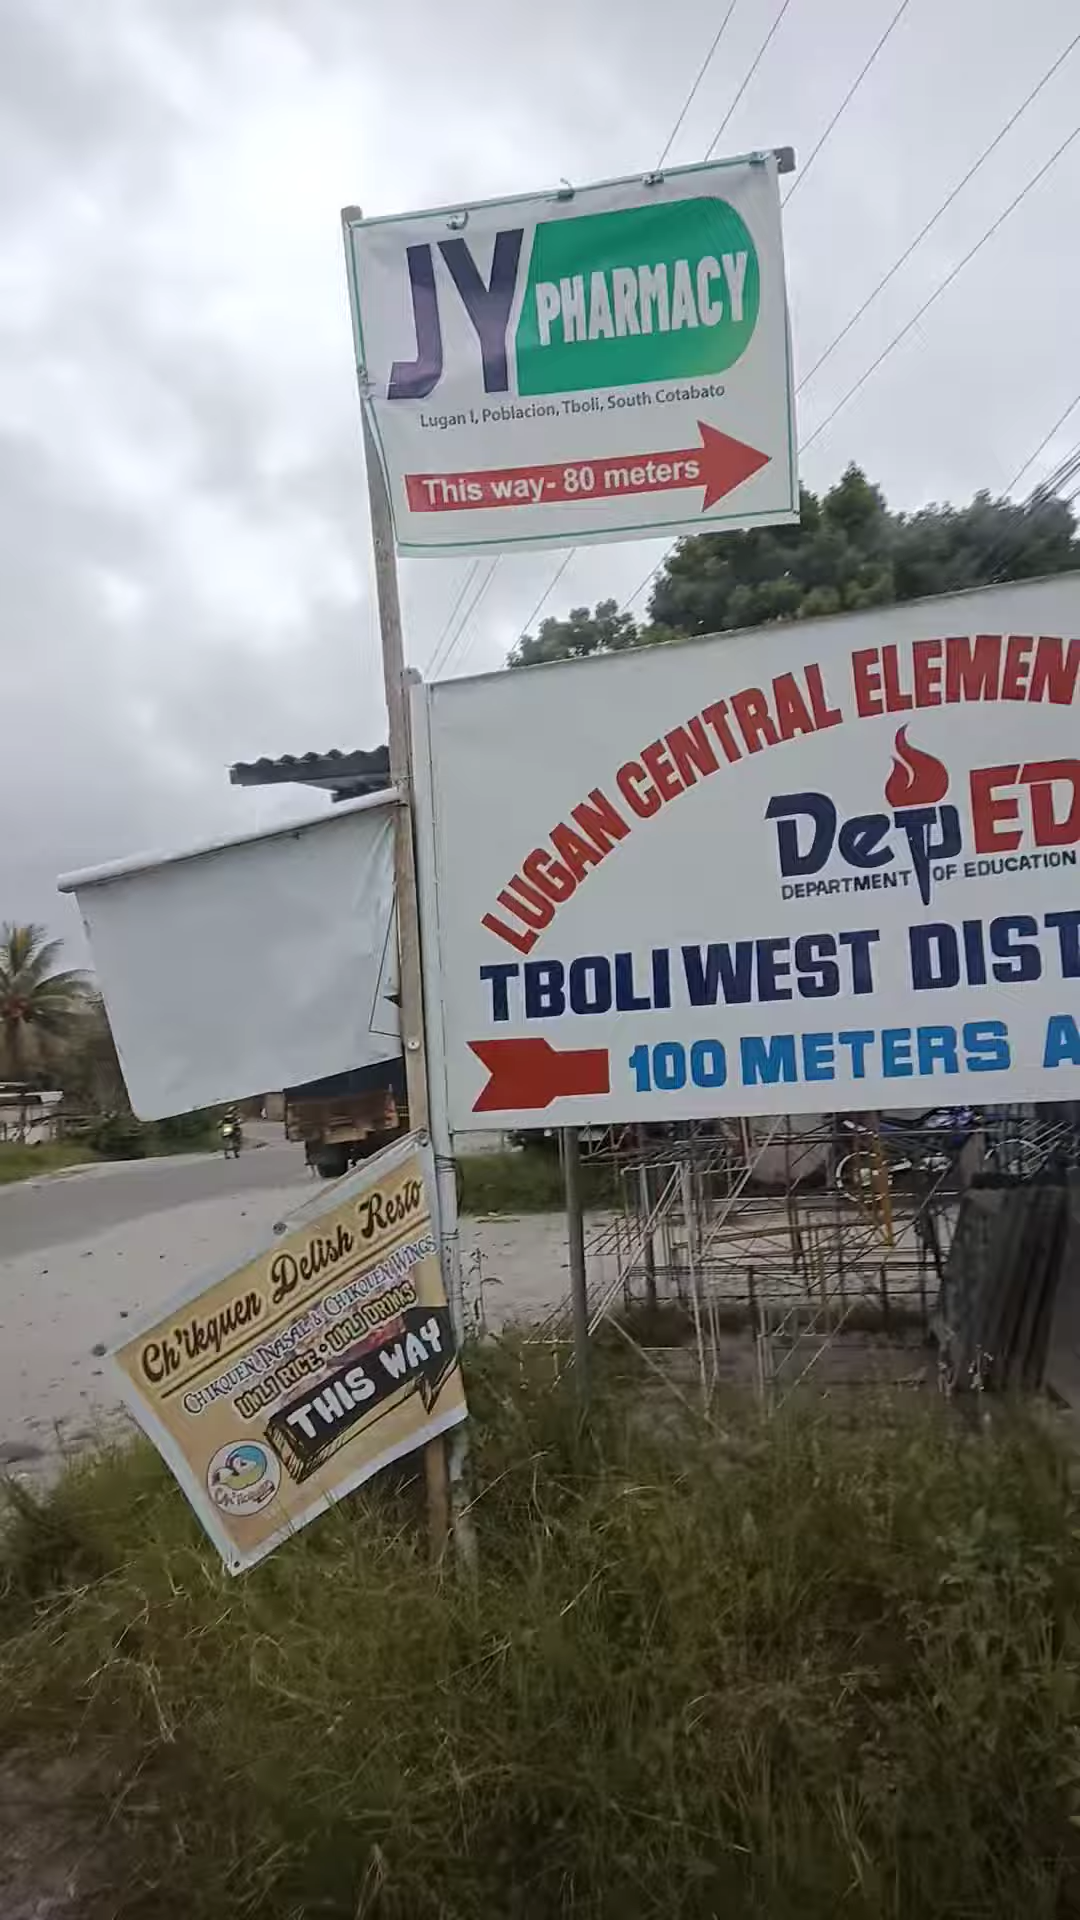 JY PHARMACY
Lugan I, Poblacion, Tboli, South Cotabato
This way- 80 meters
LUGAN CENTRAL ELEMEN
DepED
DEPARTMENT OF EDUCATION
TBOLI WEST DIST
100 METERS A
Ch'ikquen Delish Resto
CHIKQUEN INASAL & CHIKQUEN WINGS
UNLI RICE • UNLI DRINKS
THIS WAY